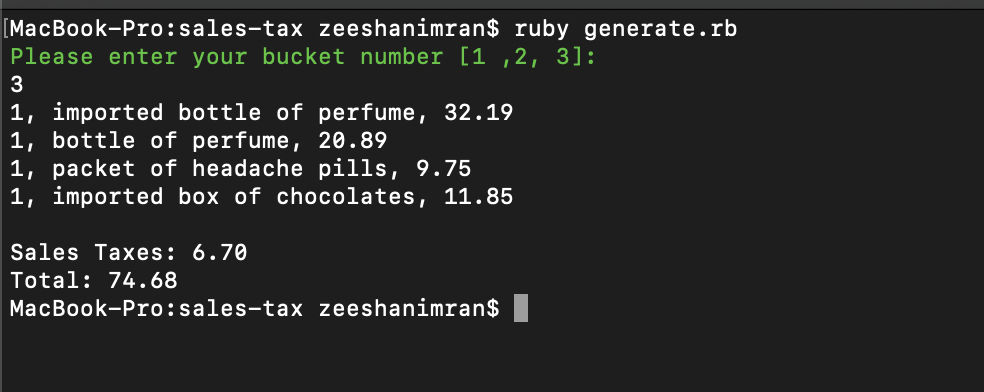 [MacBook-Pro:sales-tax zeeshanimran$ ruby generate.rb
Please enter your bucket number [1 ,2, 3]:
3
1, imported bottle of perfume, 32.19
1, bottle of perfume, 20.89
1, packet of headache pills, 9.75
1, imported box of chocolates, 11.85
Sales Taxes: 6.70
Total: 74.68
MacBook-Pro:sales-tax zeeshanimran$